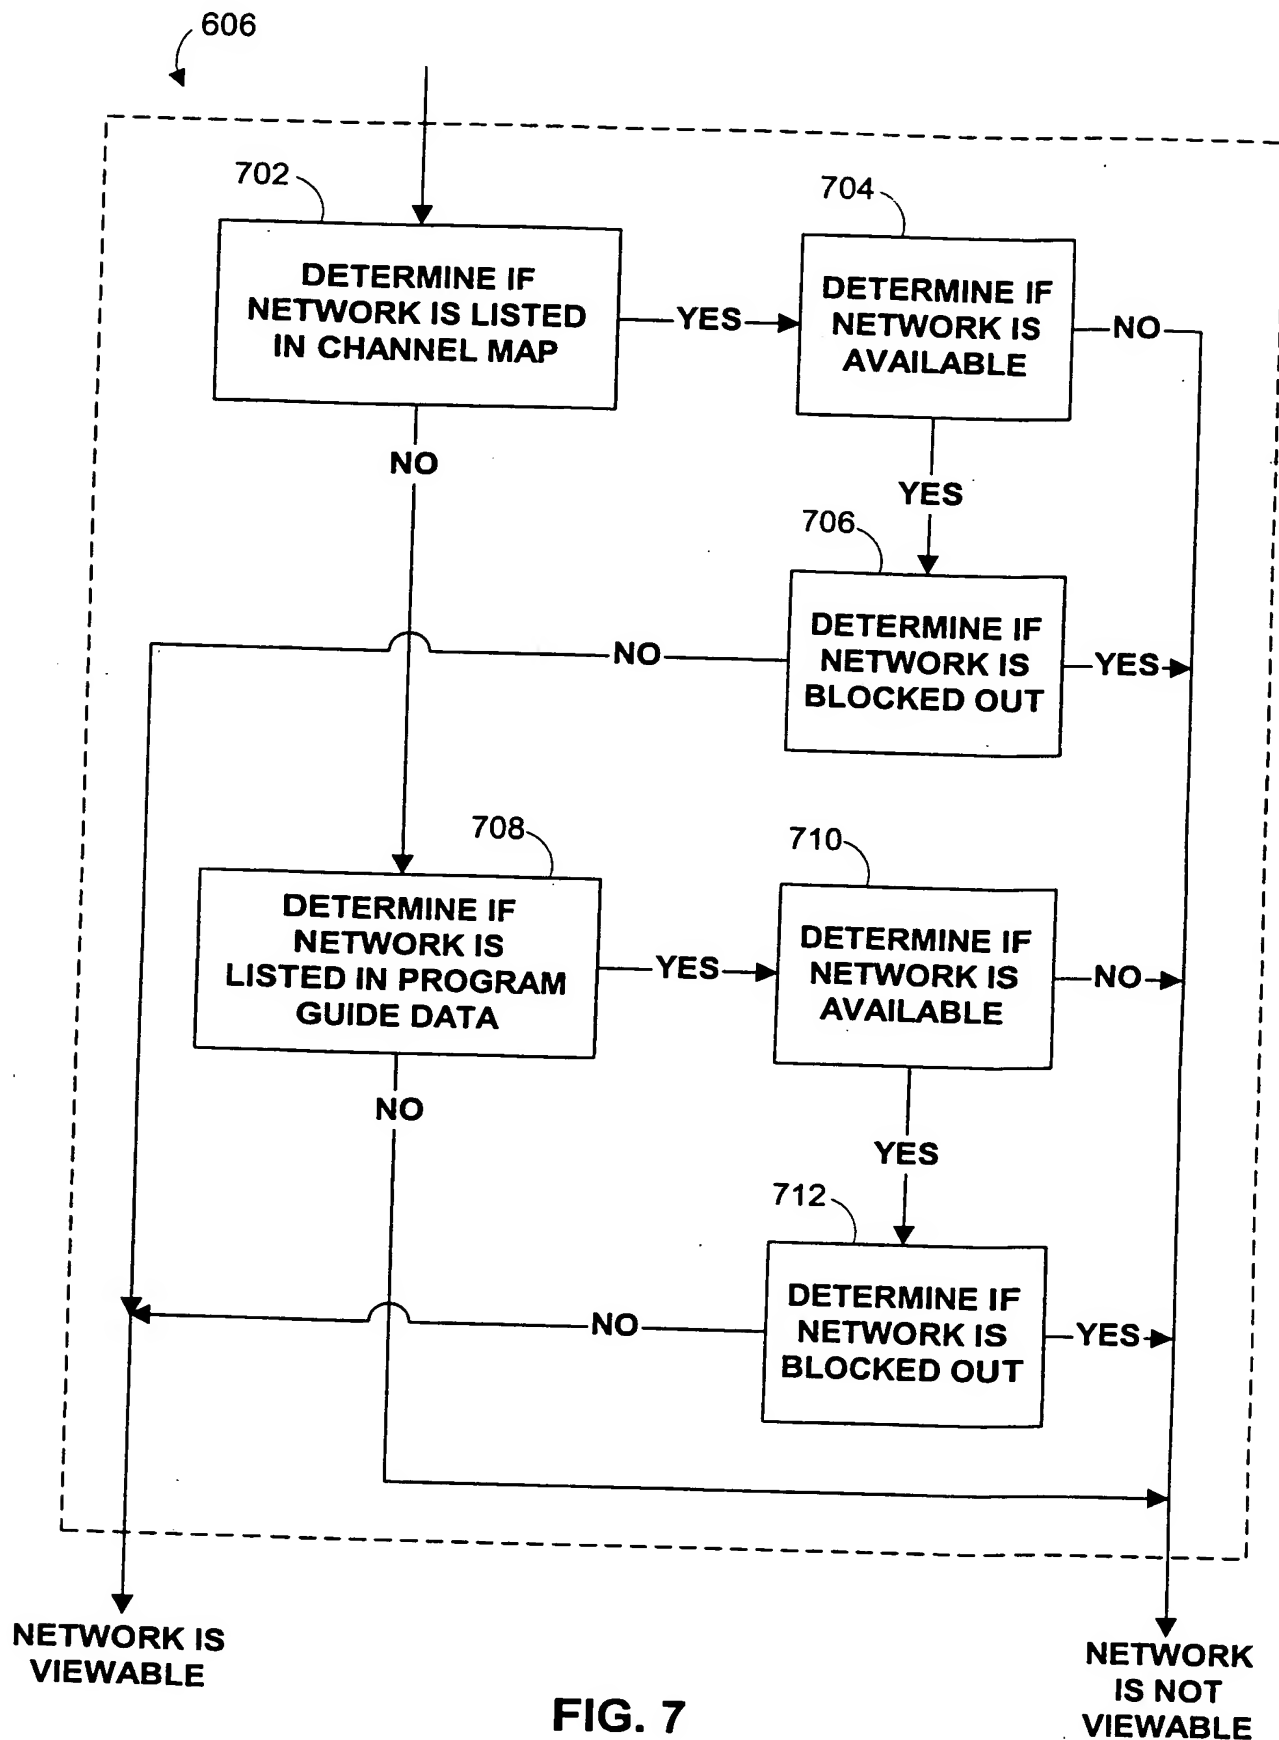 606
702
704
DETERMINE IF
NETWORK IS LISTED
IN CHANNEL MAP
YES
DETERMINE IF
NETWORK IS
AVAILABLE
NO
NO
YES
706
DETERMINE IF
NETWORK IS
BLOCKED OUT
NO
YES
708
710
DETERMINE IF
NETWORK IS
LISTED IN PROGRAM
GUIDE DATA
YES
DETERMINE IF
NETWORK IS
AVAILABLE
NO
NO
YES
712
DETERMINE IF
NETWORK IS
BLOCKED OUT
NO
YES
NETWORK IS
VIEWABLE
NETWORK
IS NOT
VIEWABLE
FIG. 7